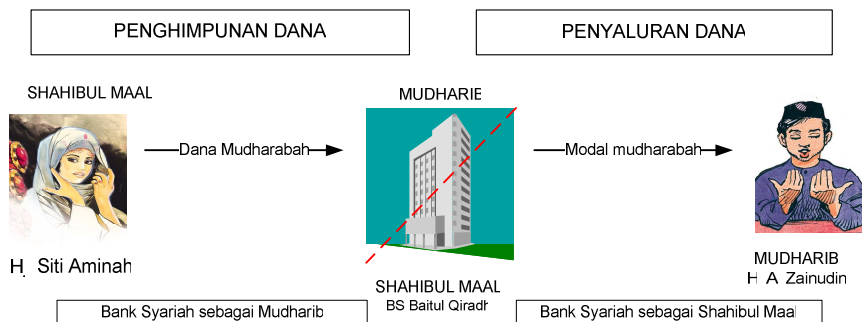 PENGHIMPUNAN DANA
PENYALURAN DANA
SHAHIBUL MAAL
MUDHARIB
Dana Mudharabah
Modal mudharabah
H. Siti Aminah
SHAHIBUL MAAL
BS Baitul Qiradh
MUDHARIB
H A Zainudin
Bank Syariah sebagai Mudharib
Bank Syariah sebagai Shahibul Maal